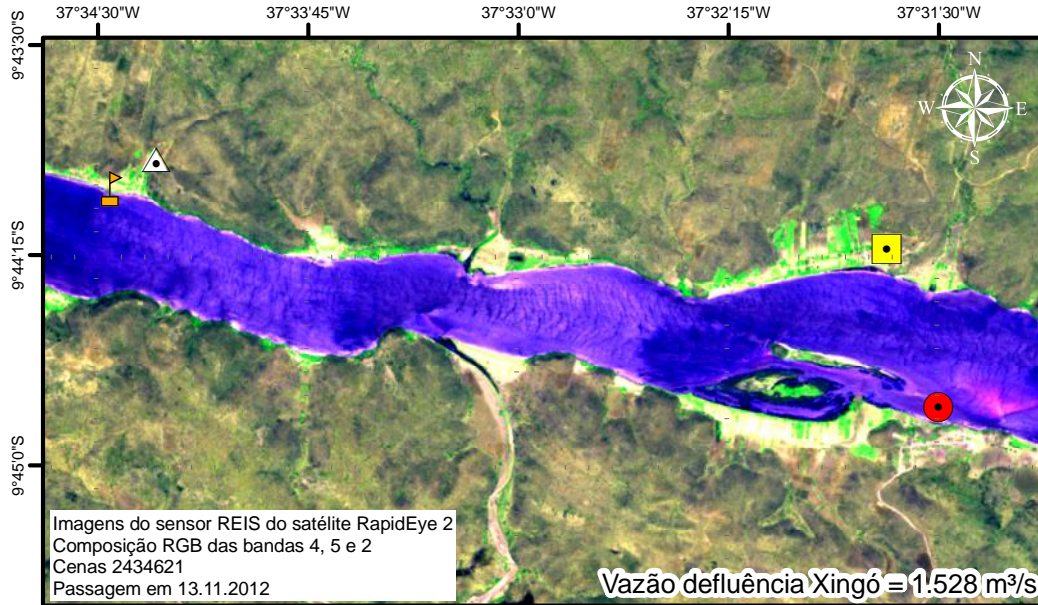 37°34'30"W
37°33'45"W
37°33'0"W
37°32'15"W
37°31'30"W
9°43'30"S
9°44'15"S
9°45'0"S
N
W
E
S
Imagens do sensor REIS do satélite RapidEye 2
Composição RGB das bandas 4, 5 e 2
Cenas 2434621
Passagem em 13.11.2012
Vazão defluência Xingó = 1.528 m³/s